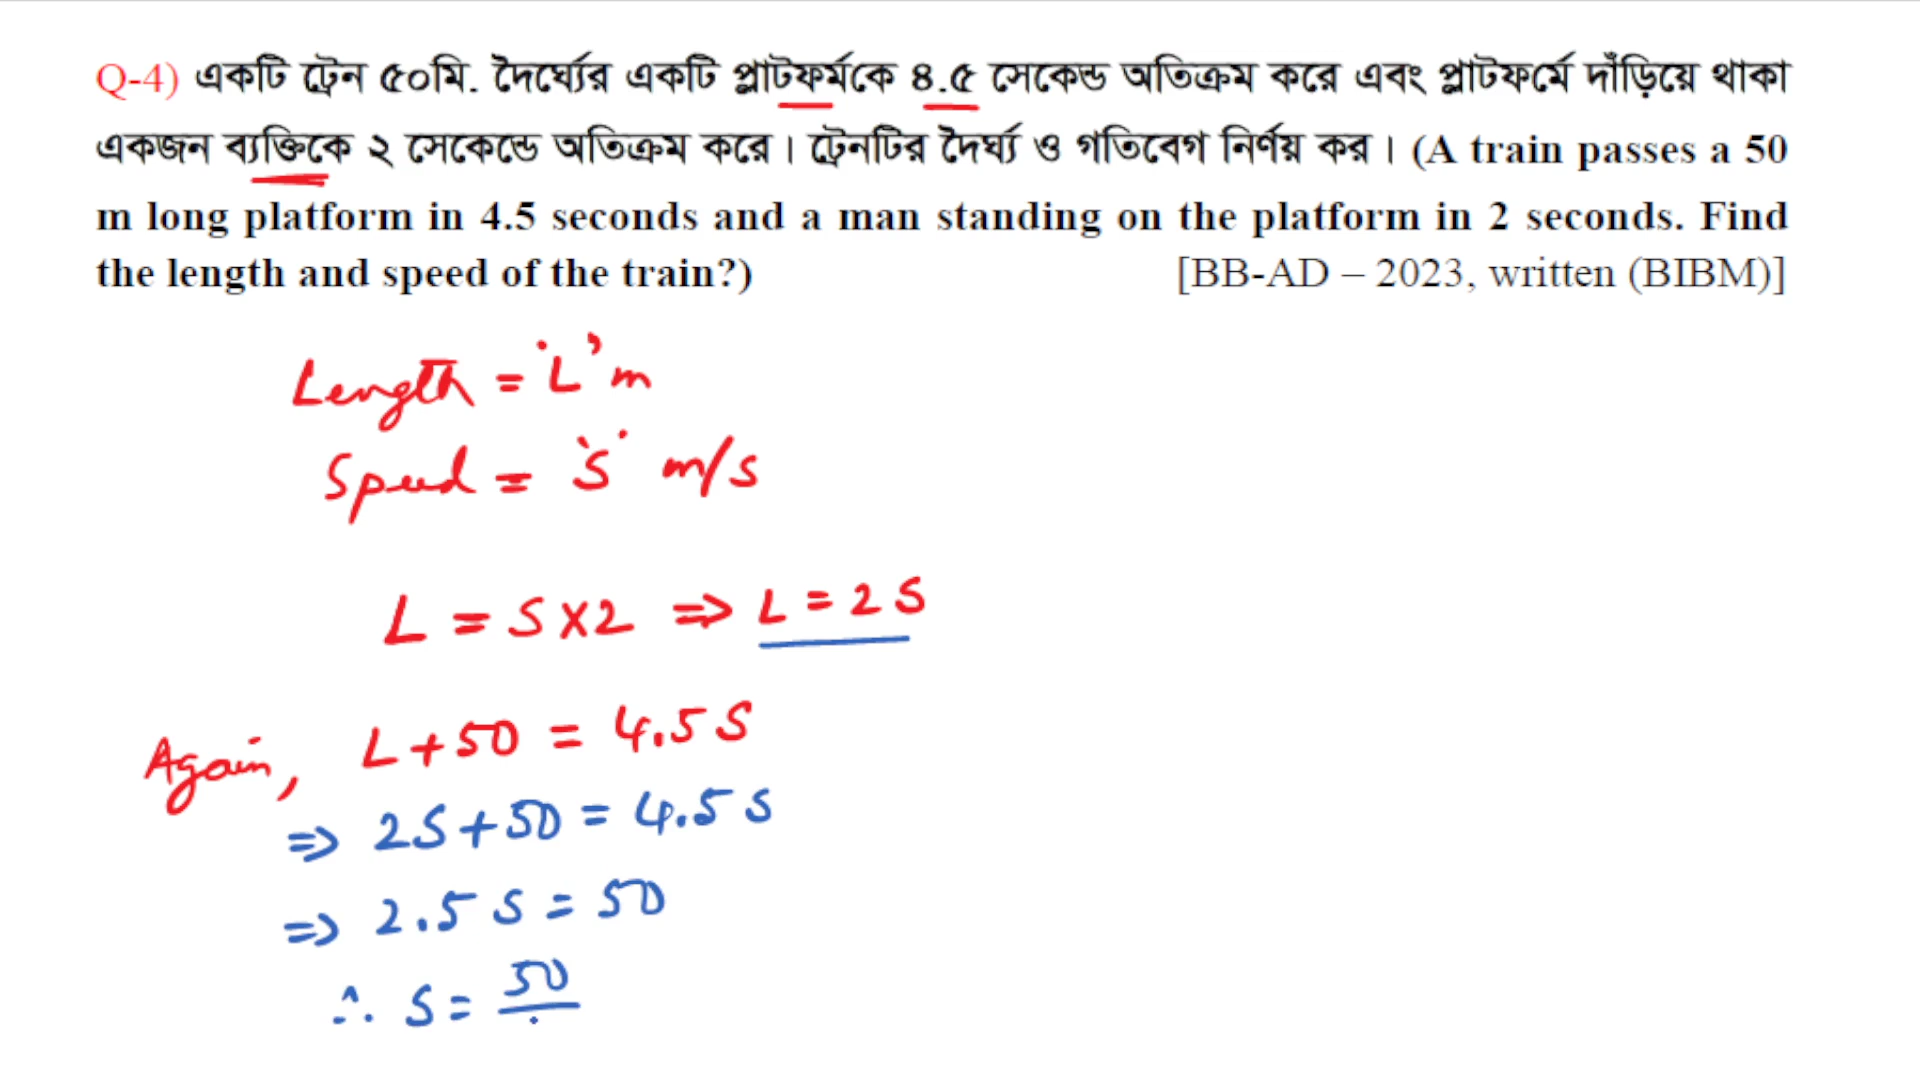 Q-4) একটি ট্রেন ৫০মি. দৈর্ঘ্যের একটি প্লাটফর্মকে ৪.৫ সেকেন্ড অতিক্রম করে এবং প্লাটফর্মে দাঁড়িয়ে থাকা
একজন ব্যক্তিকে ২ সেকেন্ডে অতিক্রম করে। ট্রেনটির দৈর্ঘ্য ও গতিবেগ নির্ণয় কর। (A train passes a 50
m long platform in 4.5 seconds and a man standing on the platform in 2 seconds. Find
the length and speed of the train?) [BB-AD – 2023, written (BIBM)]
Length = 'L' m
Speed = 'S' m/s
L = S×2 ⇒ L = 2S
Again, L+50 = 4.5 S
⇒ 2S+50 = 4.5 S
⇒ 2.5 S = 50
∴ S = 50/